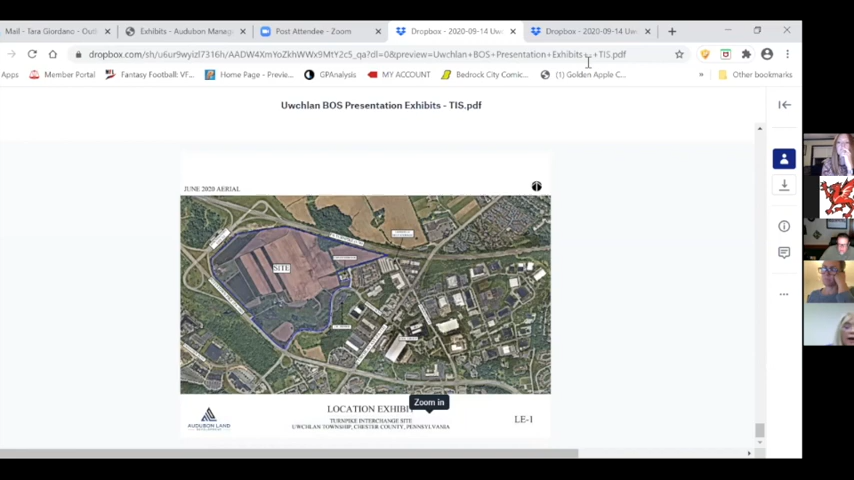 Mail - Tara Giordano - Outl
Exhibits - Audubon Manag
Post Attendee - Zoom
Dropbox - 2020-09-14 Uw
Dropbox - 2020-09-14 Uw
dropbox.com/sh/u6ur9wyizl7316h/AADW4XmYoZkhWWx9MtY2c5_qa?dl=0&preview=Uwchlan+BOS+Presentation+Exhibits+-+TIS.pdf
Apps
Member Portal
Fantasy Football: VF...
Home Page - Previe...
GPAnalysis
MY ACCOUNT
Bedrock City Comic...
(1) Golden Apple C...
»
Other bookmarks
Uwchlan BOS Presentation Exhibits - TIS.pdf
JUNE 2020 AERIAL
SITE
Zoom in
LOCATION EXHIBIT
TURNPIKE INTERCHANGE SITE
UWCHLAN TOWNSHIP, CHESTER COUNTY, PENNSYLVANIA
AUDUBON LAND
LE-1